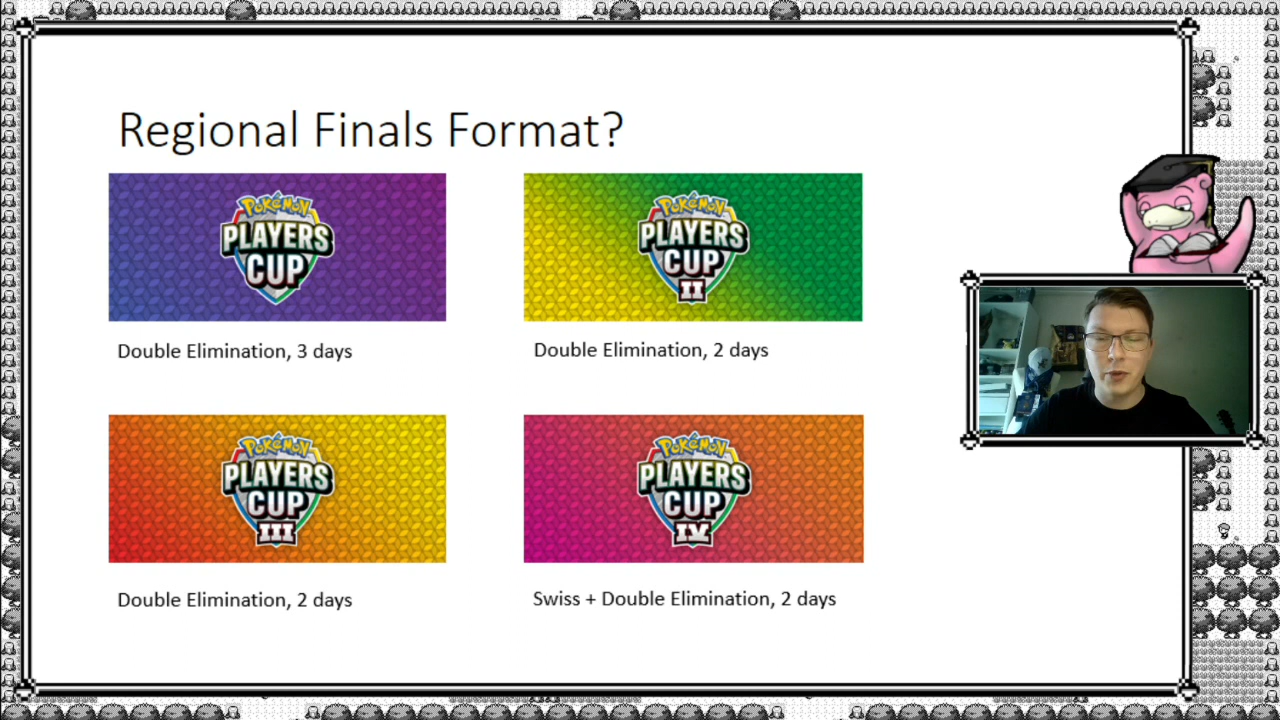 Regional Finals Format?
Pokémon
PLAYERS
CUP
Pokémon
PLAYERS
CUP
II
Double Elimination, 3 days
Double Elimination, 2 days
Pokémon
PLAYERS
CUP
III
Pokémon
PLAYERS
CUP
IV
Double Elimination, 2 days
Swiss + Double Elimination, 2 days